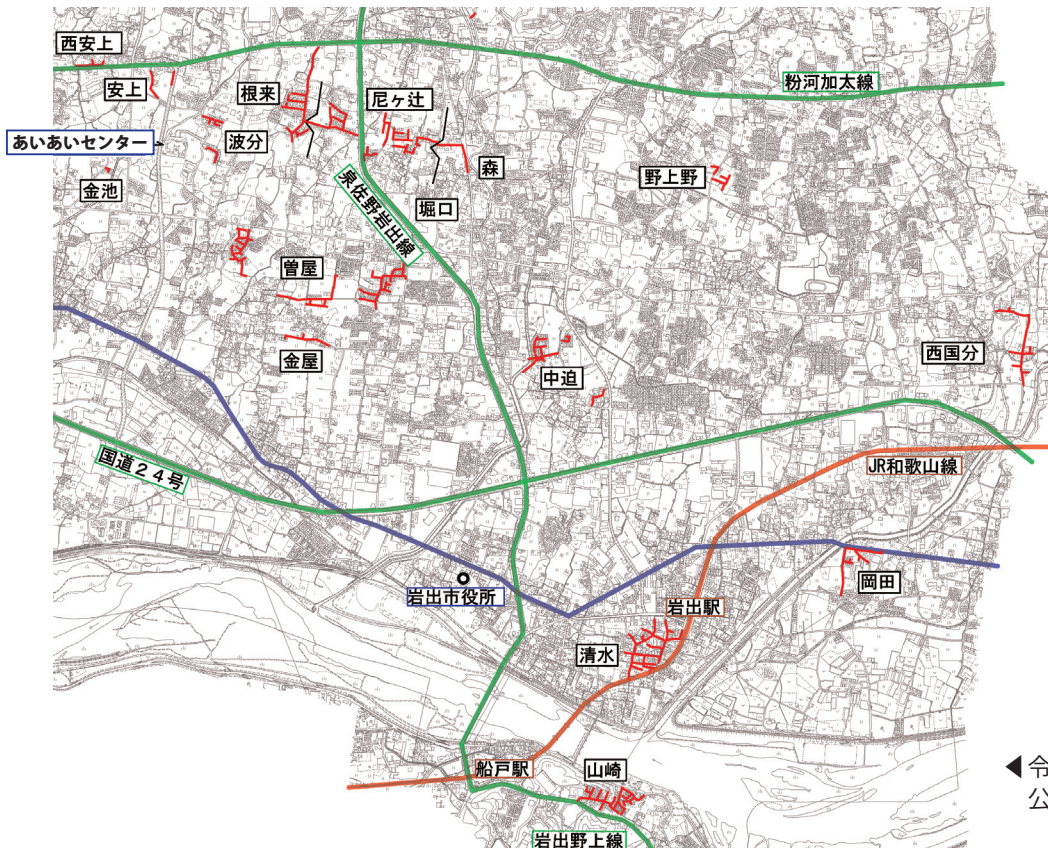 西安上
安上
根来
尼ヶ辻
粉河加太線
あいあいセンター
波分
森
金池
野上野
泉佐野岩出線
堀口
曽屋
金屋
中迫
西国分
国道24号
JR和歌山線
岩出市役所
岡田
岩出駅
清水
船戸駅
山崎
◀令
公
岩出野上線